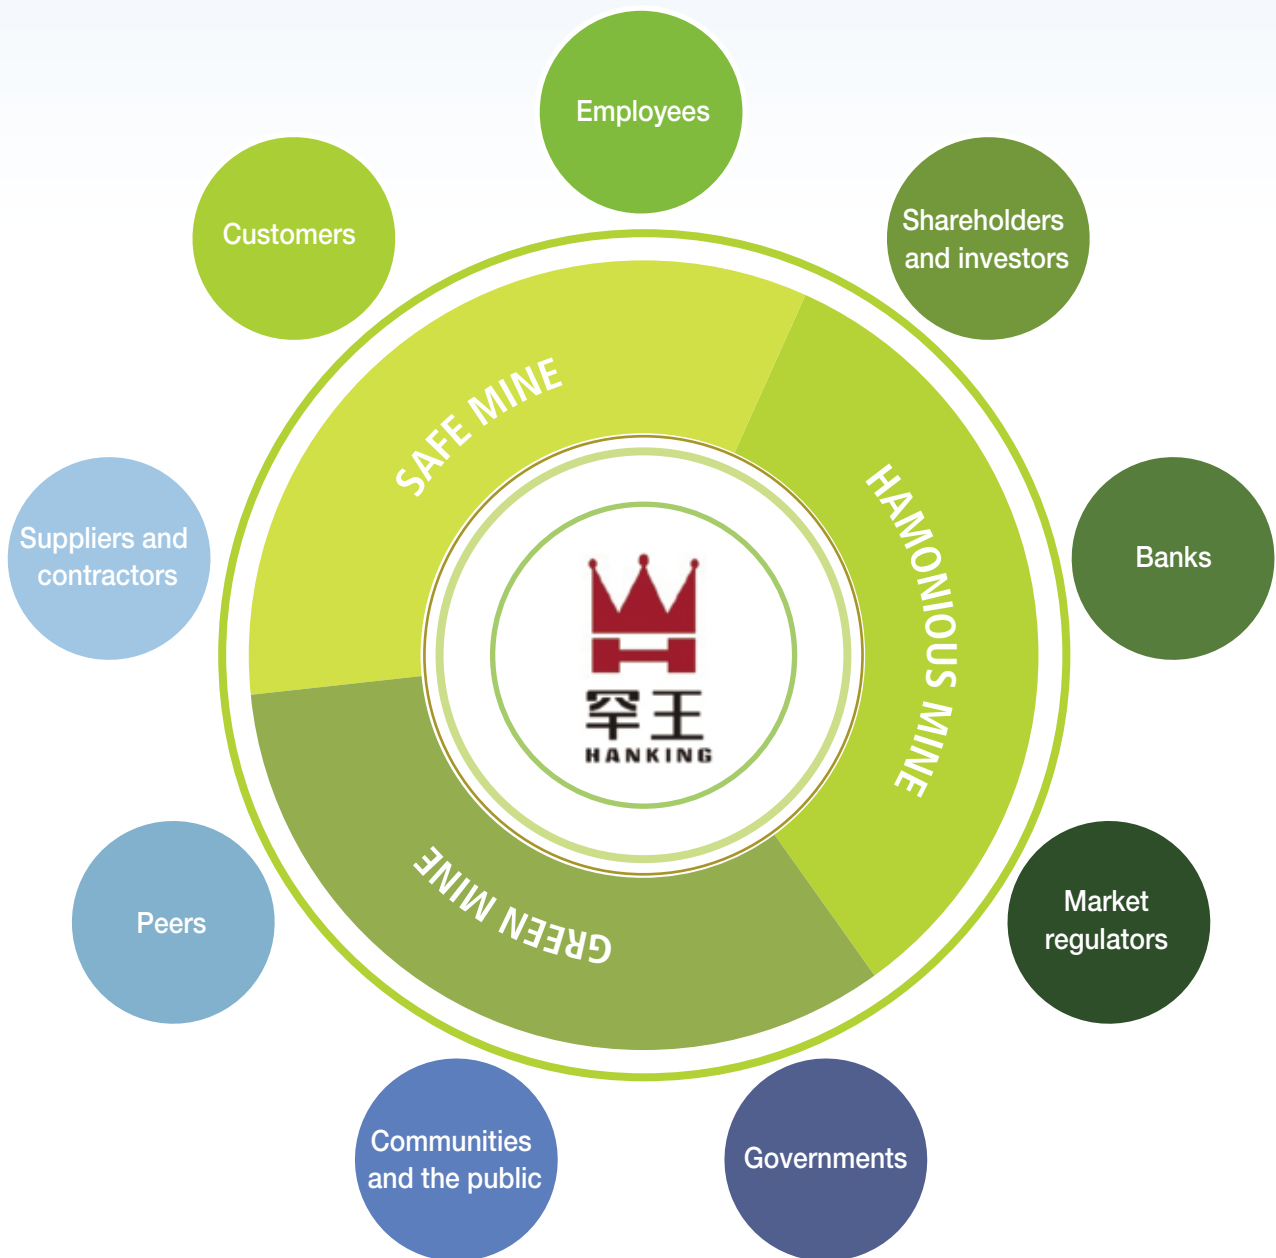 Employees
Customers
Shareholders
and investors
SAFE MINE
HAMONIOUS MINE
Suppliers and
contractors
Banks
罕王
HANKING
GREEN MINE
Peers
Market
regulators
Communities
and the public
Governments